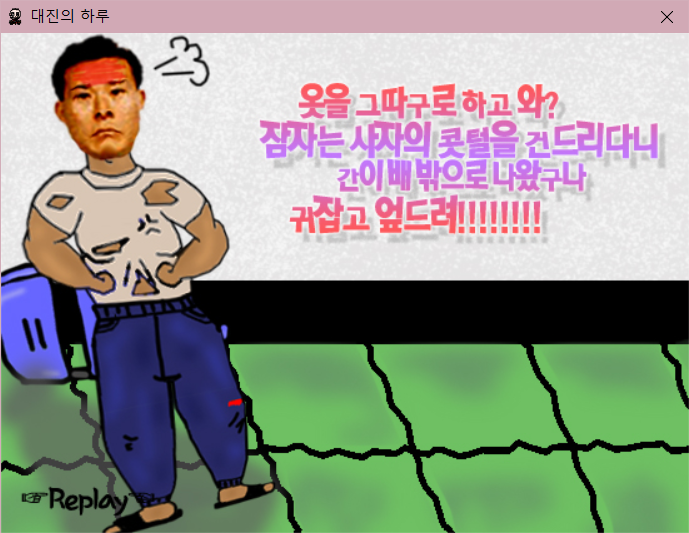 대진의 하루
옷을 그따구로 하고 와?
잠자는 사자의 콧털을 건드리다니
간이 배 밖으로 나왔구나
귀잡고 엎드려!!!!!!!!
☞Replay☜